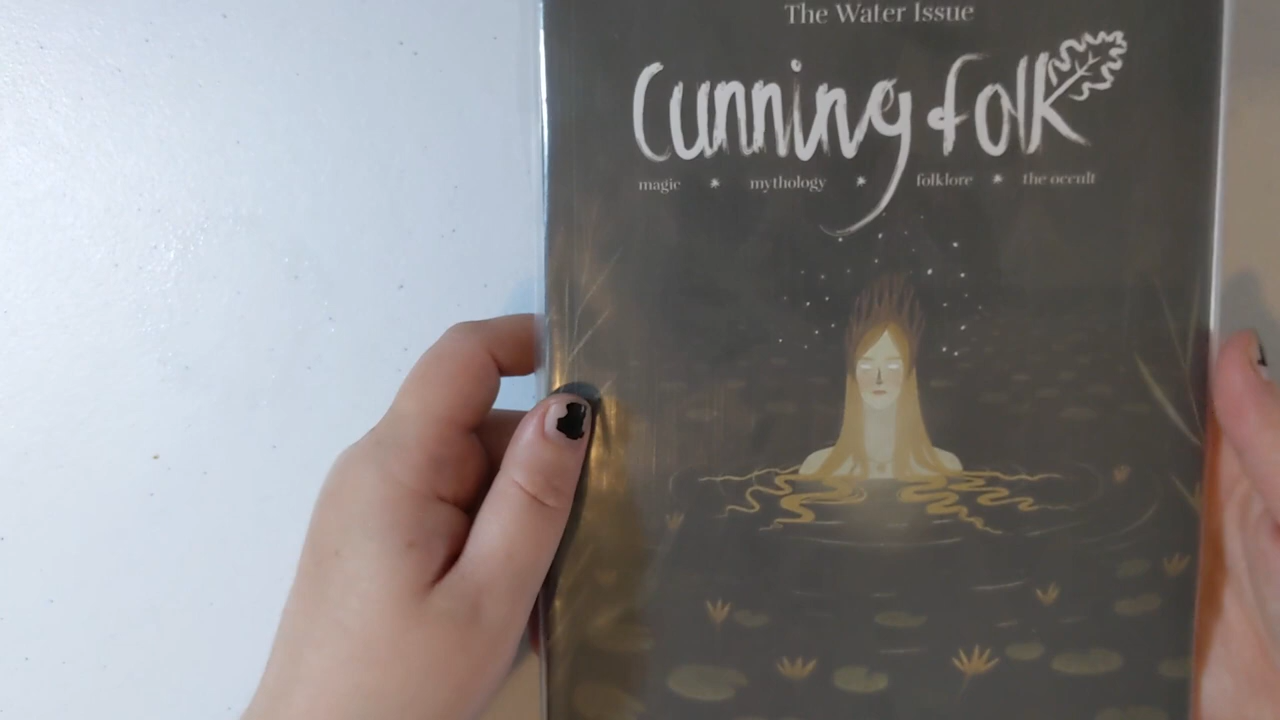 The Water Issue
Cunning folk
magic * mythology * folklore * the occult